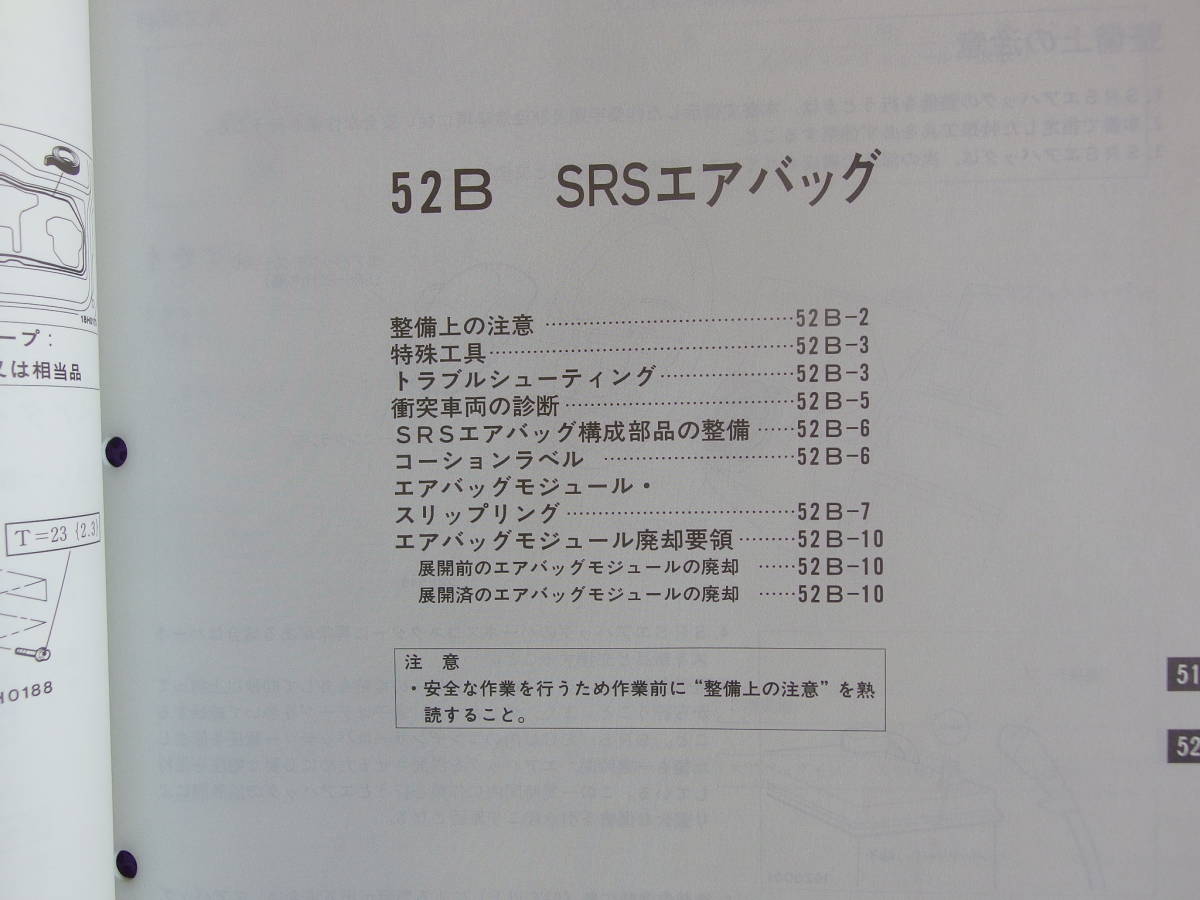 52B SRSエアバッグ
整備上の注意 ……………………………………52B-2
特殊工具……………………………………………52B-3
トラブルシューティング…………………………52B-3
衝突車両の診断……………………………………52B-5
SRSエアバッグ構成部品の整備 ……52B-6
コーションラベル …………………………52B-6
エアバッグモジュール・
スリップリング……………………………………52B-7
エアバッグモジュール廃却要領………52B-10
展開前のエアバッグモジュールの廃却 ……52B-10
展開済のエアバッグモジュールの廃却 ……52B-10
注 意
・安全な作業を行うため作業前に“整備上の注意”を熟
読すること。
ープ：
又は相当品
T=23 {2.3}
H0188
51
52